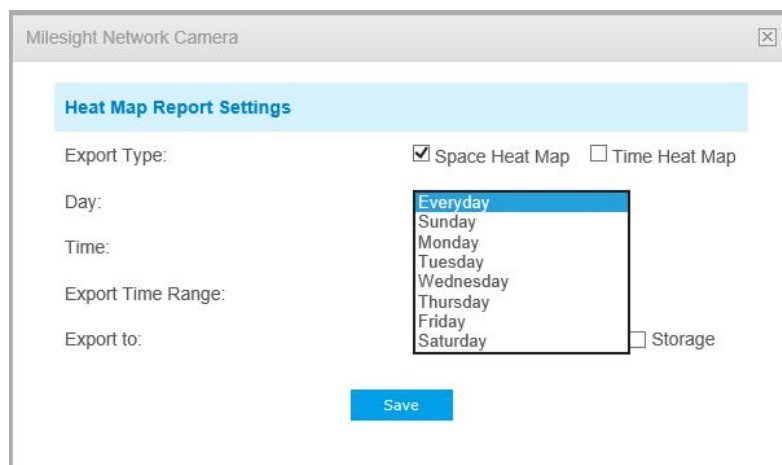 Milesight Network Camera
Heat Map Report Settings
Export Type: Space Heat Map Time Heat Map
Day: Everyday
Sunday
Time: Monday
Tuesday
Wednesday
Export Time Range: Thursday
Friday
Export to: Saturday Storage
Save